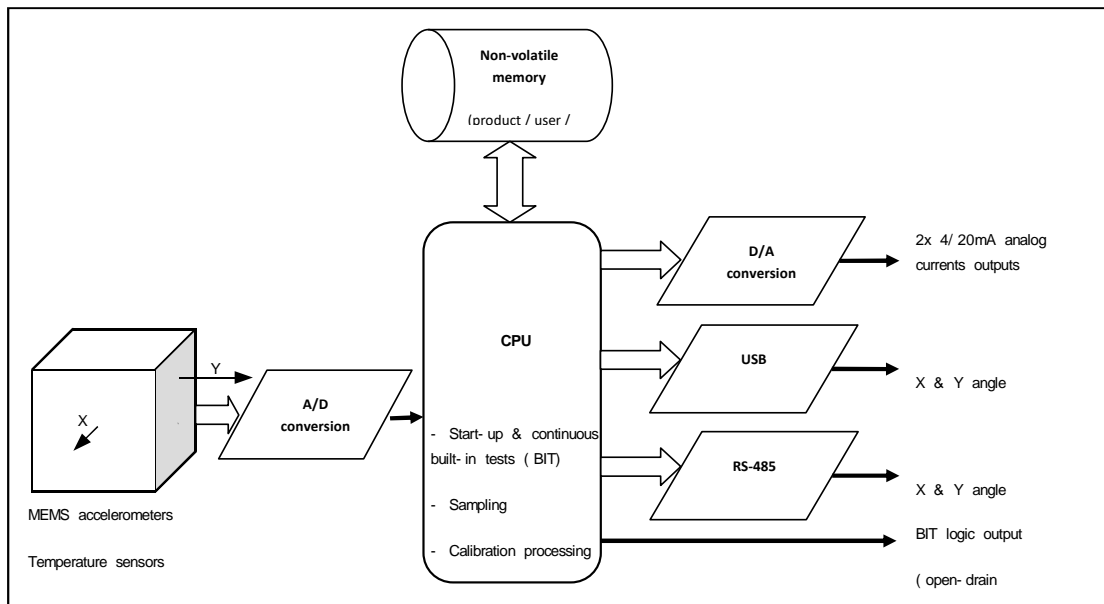 Non-volatile
memory
(product / user /
D/A
conversion
2x 4/ 20mA analog
currents outputs
CPU
USB
X & Y angle
Y
X
A/D
conversion
- Start- up & continuous
built- in tests ( BIT)
- Sampling
- Calibration processing
RS-485
X & Y angle
BIT logic output
( open- drain
MEMS accelerometers
Temperature sensors